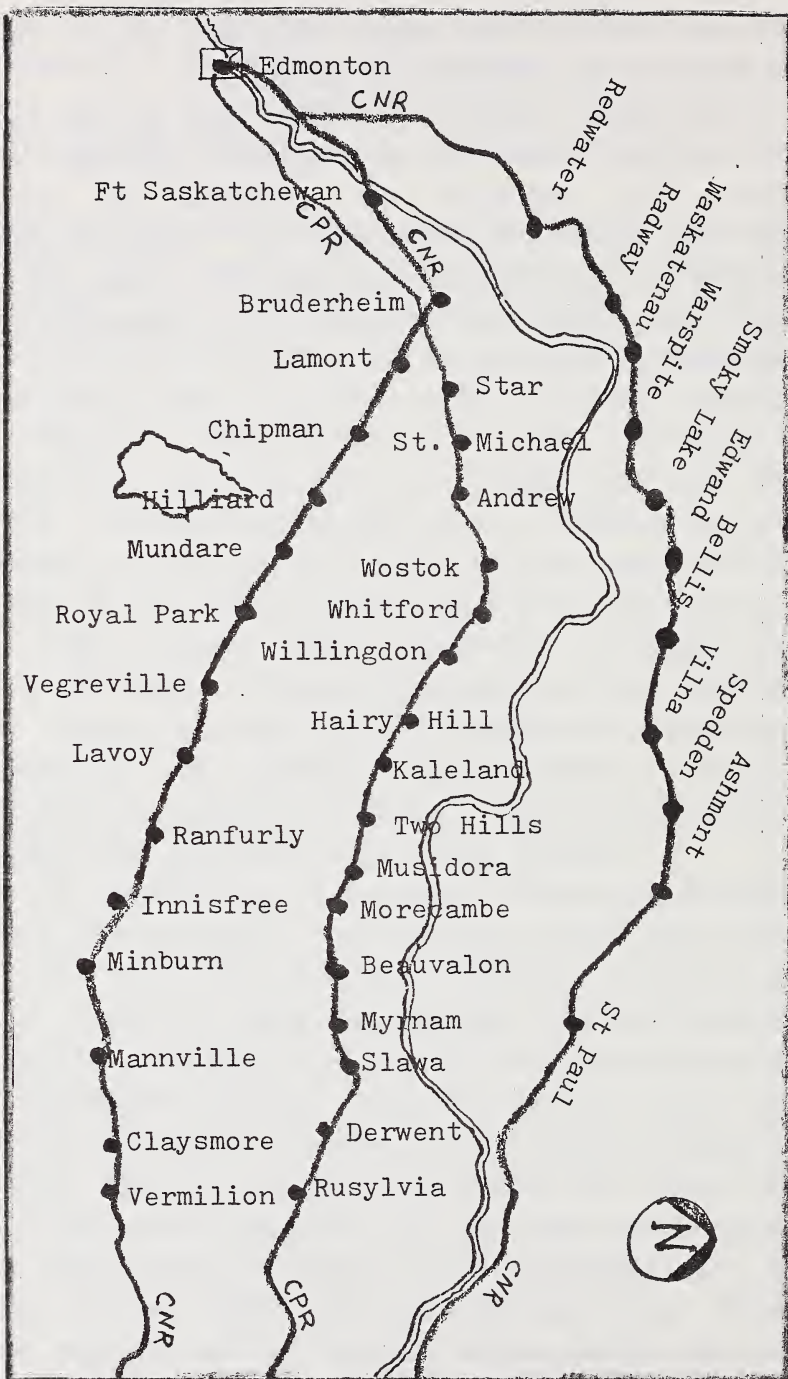 Edmonton
CNR
Redwater
Ft Saskatchewan
CPR
CNR
Radway
Waskatenau
Bruderheim
Warspite
Lamont
Star
Smoky Lake
Chipman
St. Michael
Edwand
Hilliard
Andrew
Bellis
Mundare
Wostok
Royal Park
Whitford
Willingdon
Vilna
Vegreville
Spedden
Hairy Hill
Lavoy
Kaleland
Ashmont
Two Hills
Ranfurly
Musidora
Innisfree
Morecambe
Minburn
Beauvalon
Myrnam
St Paul
Mannville
Slawa
Claysmore
Derwent
Vermilion
Rusylvia
N
CNR
CPR
CNR